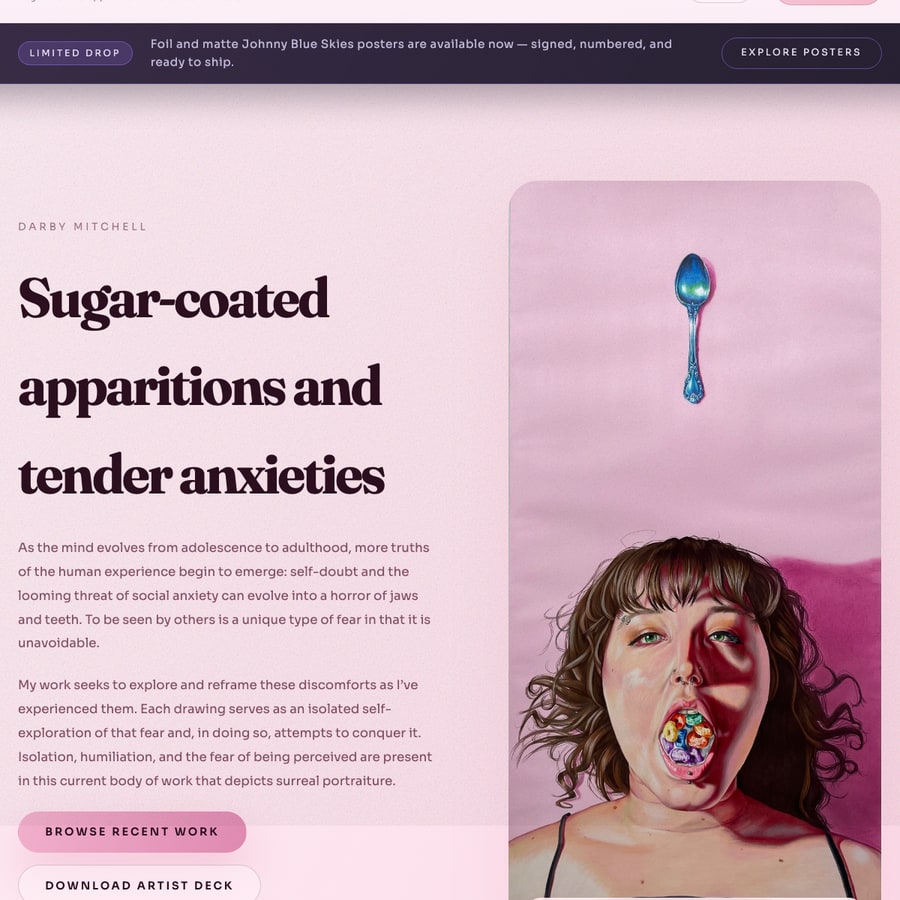 LIMITED DROP
Foil and matte Johnny Blue Skies posters are available now — signed, numbered, and
ready to ship.
EXPLORE POSTERS
DARBY MITCHELL
Sugar-coated
apparitions and
tender anxieties
As the mind evolves from adolescence to adulthood, more truths
of the human experience begin to emerge: self-doubt and the
looming threat of social anxiety can evolve into a horror of jaws
and teeth. To be seen by others is a unique type of fear in that it is
unavoidable.
My work seeks to explore and reframe these discomforts as I’ve
experienced them. Each drawing serves as an isolated self-
exploration of that fear and, in doing so, attempts to conquer it.
Isolation, humiliation, and the fear of being perceived are present
in this current body of work that depicts surreal portraiture.
BROWSE RECENT WORK
DOWNLOAD ARTIST DECK